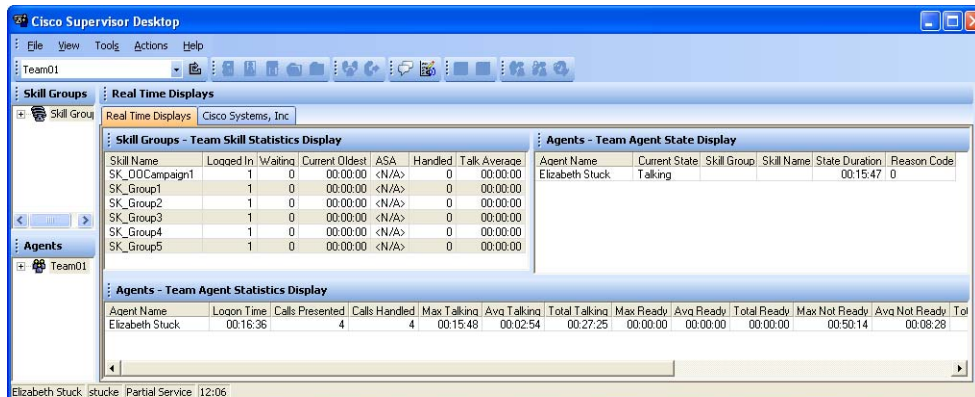 Cisco Supervisor Desktop
File View Tools Actions Help
Team01
Skill Groups
Real Time Displays
Skill Grou
Real Time Displays Cisco Systems, Inc
Skill Groups - Team Skill Statistics Display
Skill Name Logged In Waiting Current Oldest ASA Handled Talk Average
SK_OOCampaign1 1 0 00:00:00 <N/A> 0 00:00:00
SK_Group1 1 0 00:00:00 <N/A> 0 00:00:00
SK_Group2 1 0 00:00:00 <N/A> 0 00:00:00
SK_Group3 1 0 00:00:00 <N/A> 0 00:00:00
SK_Group4 1 0 00:00:00 <N/A> 0 00:00:00
SK_Group5 1 0 00:00:00 <N/A> 0 00:00:00
Agents - Team Agent State Display
Agent Name Current State Skill Group Skill Name State Duration Reason Code
Elizabeth Stuck Talking 00:15:47 0
Agents
Team01
Agents - Team Agent Statistics Display
Agent Name Logon Time Calls Presented Calls Handled Max Talking Avg Talking Total Talking Max Ready Avg Ready Total Ready Max Not Ready Avg Not Ready Tot
Elizabeth Stuck 00:16:36 4 4 00:15:48 00:02:54 00:27:25 00:00:00 00:00:00 00:00:00 00:50:14 00:08:28
Elizabeth Stuck stucke Partial Service 12:06